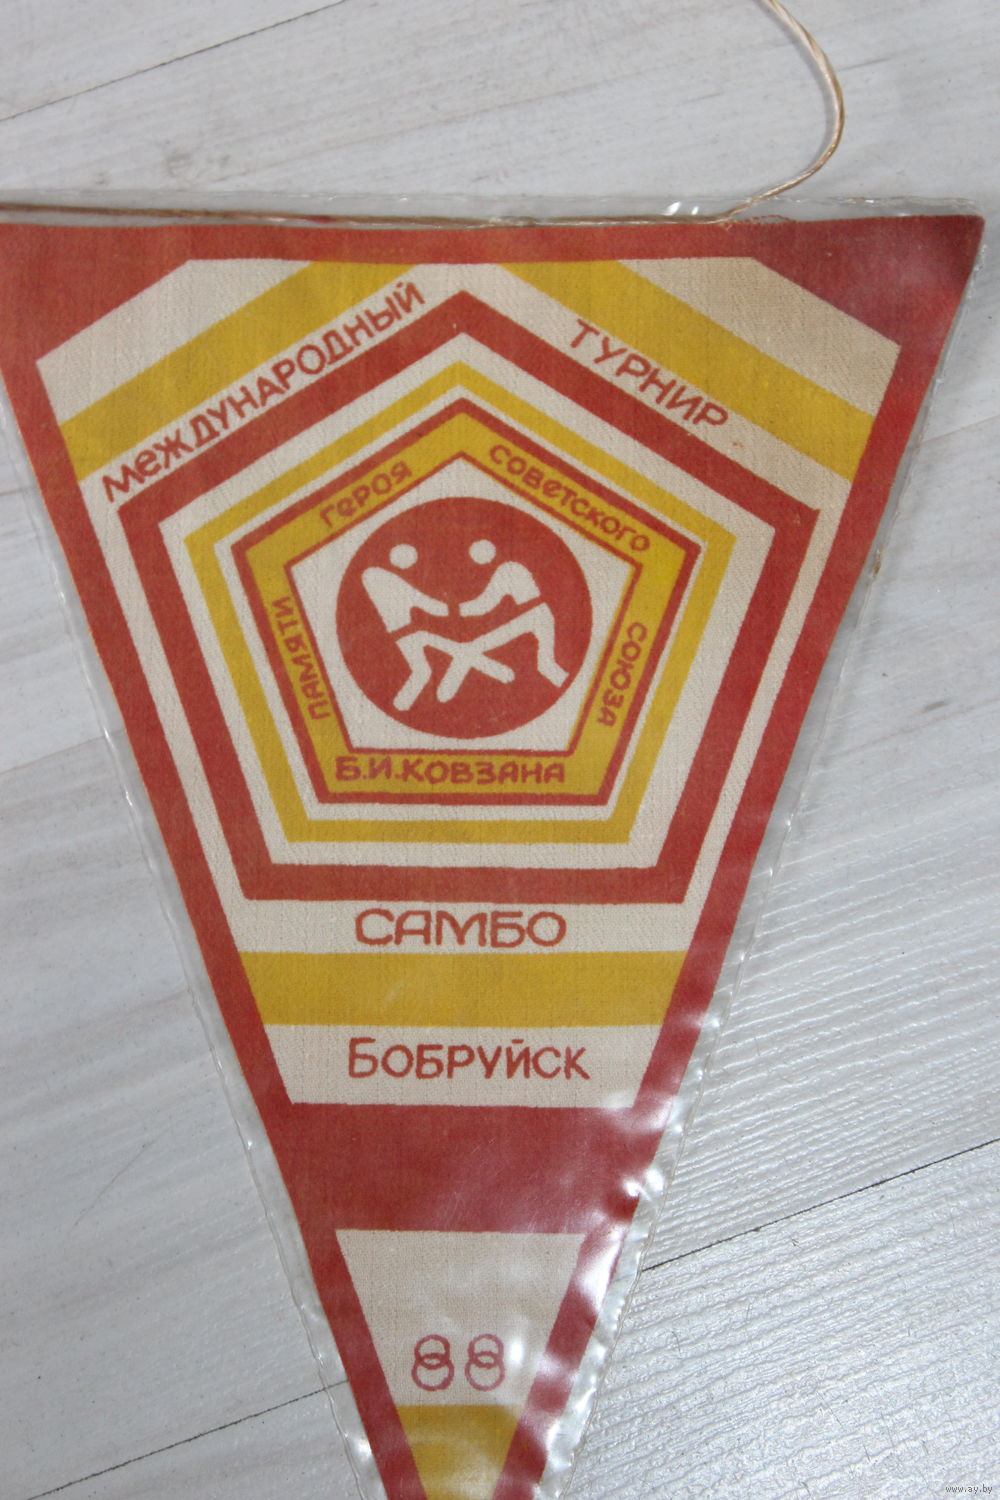 Международный
Турнир
Памяти
Героя
Советского
Союза
Б.И.Ковзана
САМБО
Бобруйск
88
www.ay.by